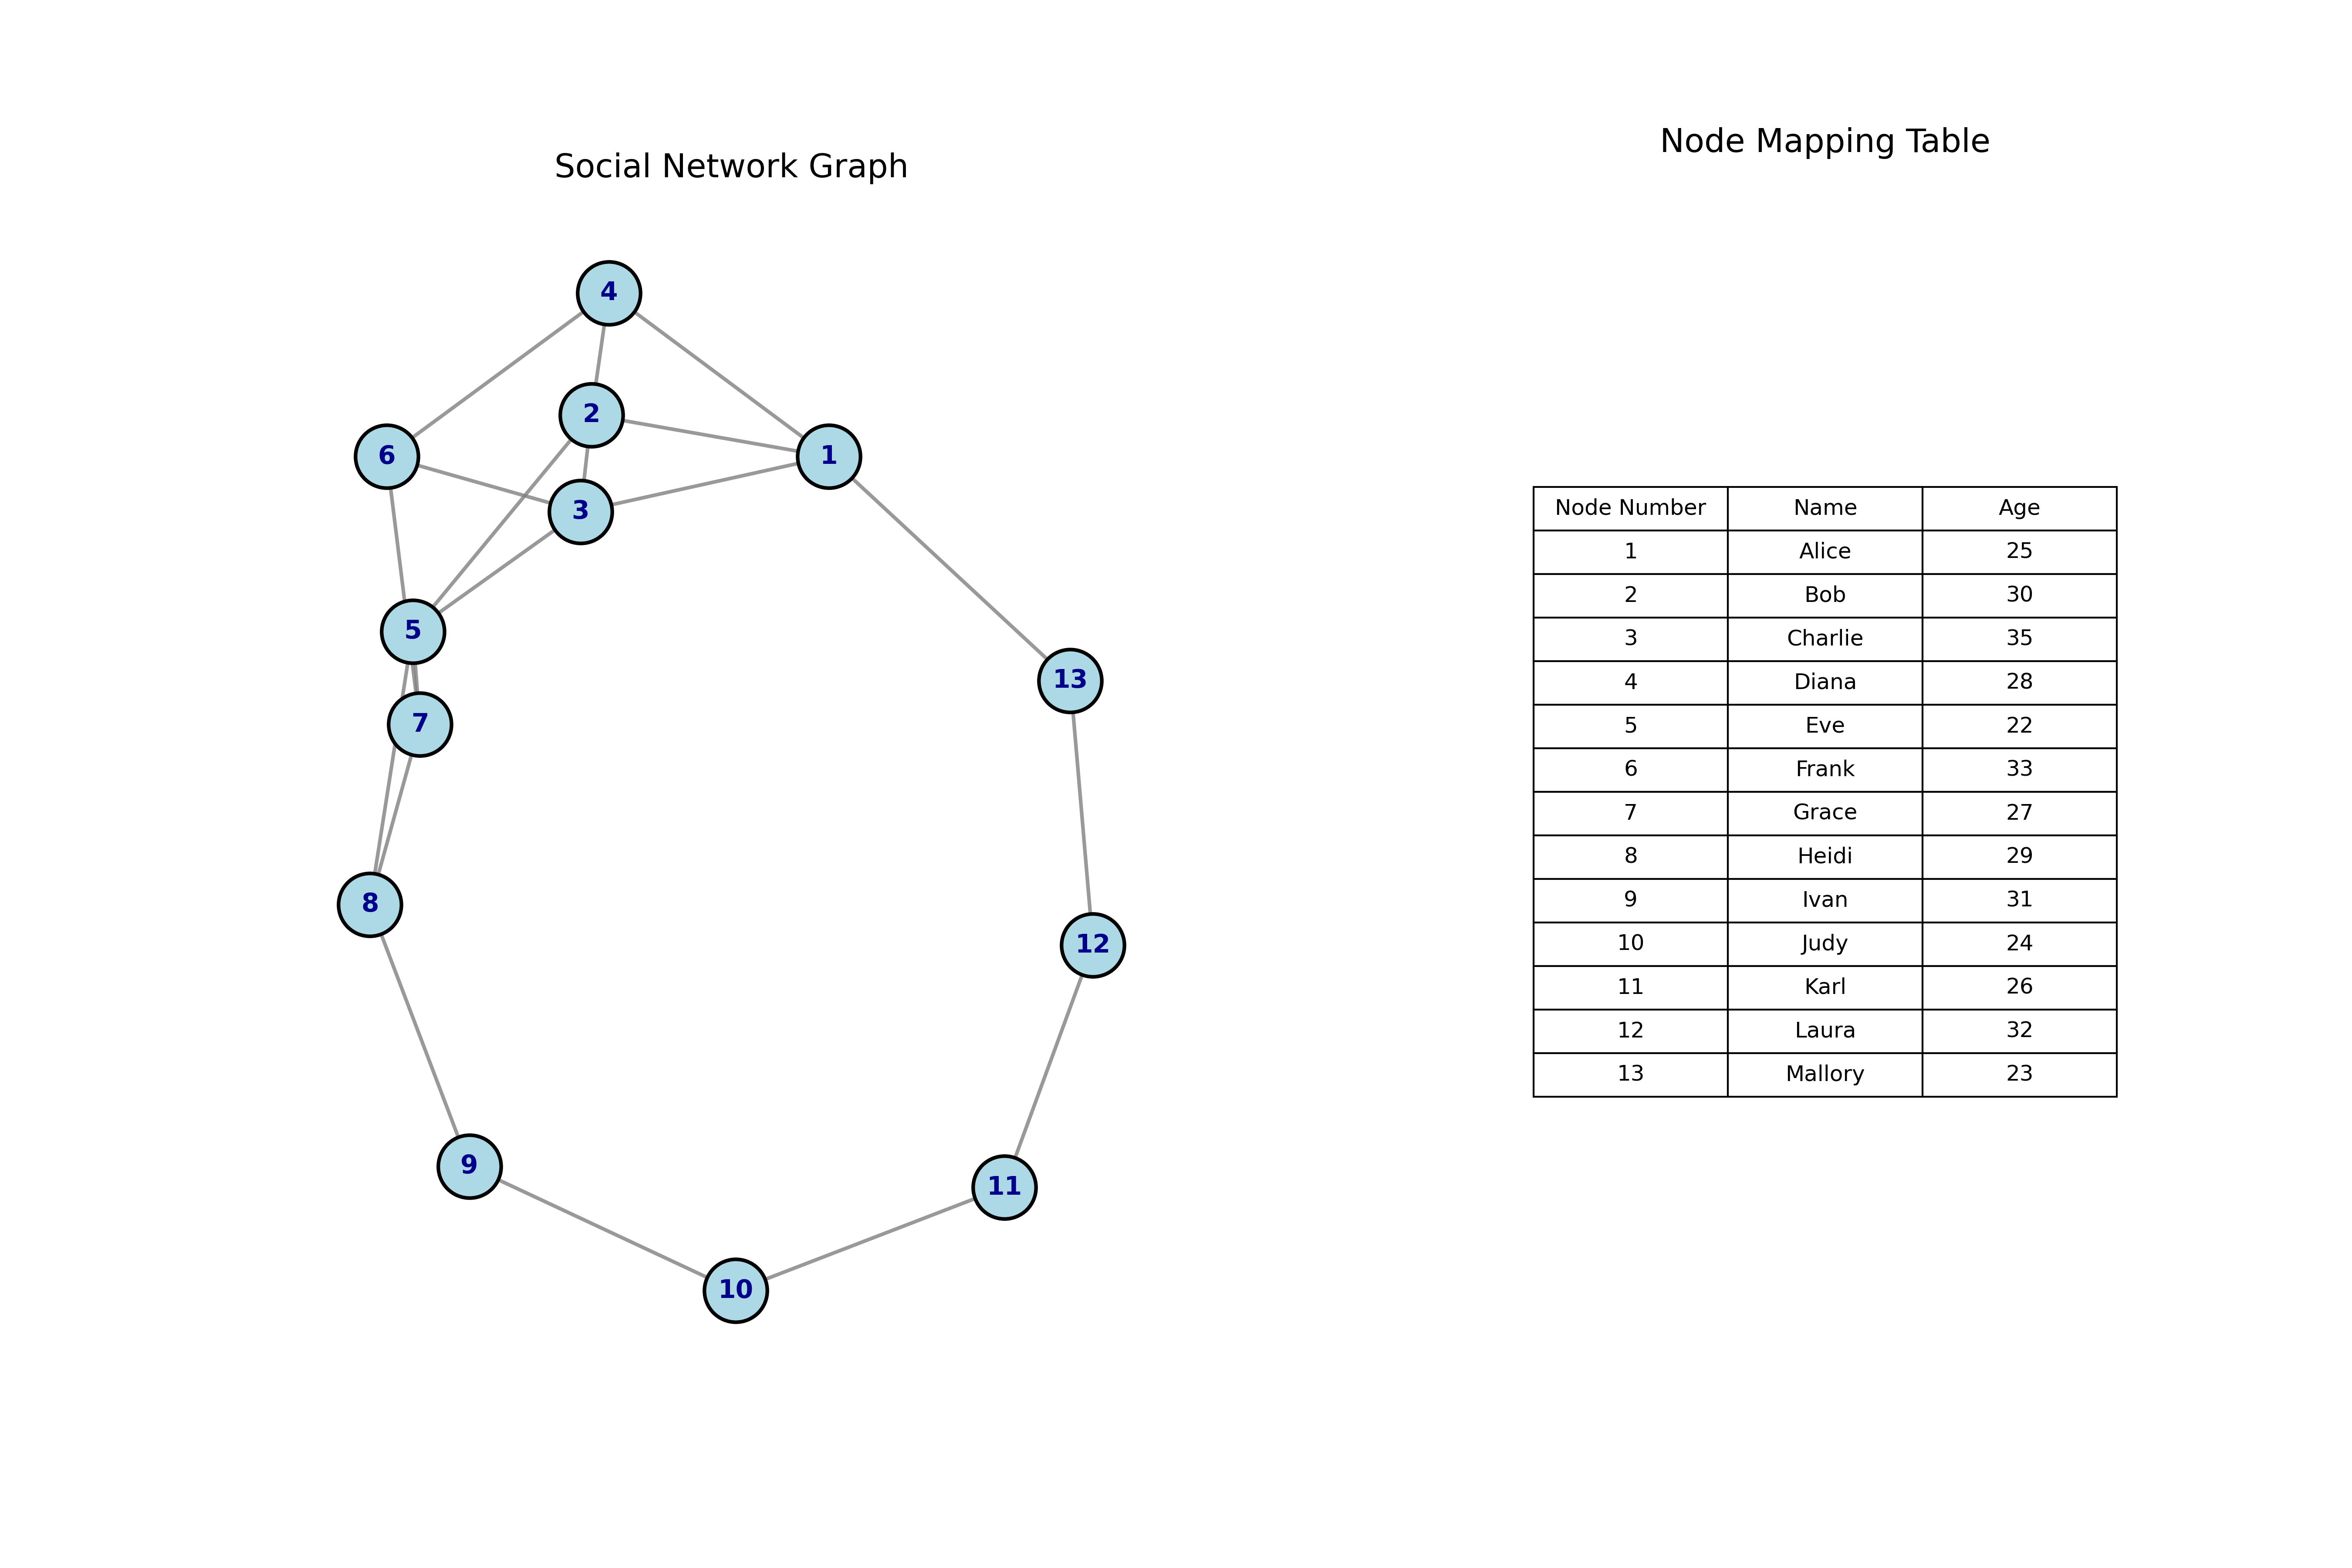 Social Network Graph
4
2
6
1
3
5
13
7
8
12
9
11
10
Node Mapping Table
Node Number Name Age
1 Alice 25
2 Bob 30
3 Charlie 35
4 Diana 28
5 Eve 22
6 Frank 33
7 Grace 27
8 Heidi 29
9 Ivan 31
10 Judy 24
11 Karl 26
12 Laura 32
13 Mallory 23